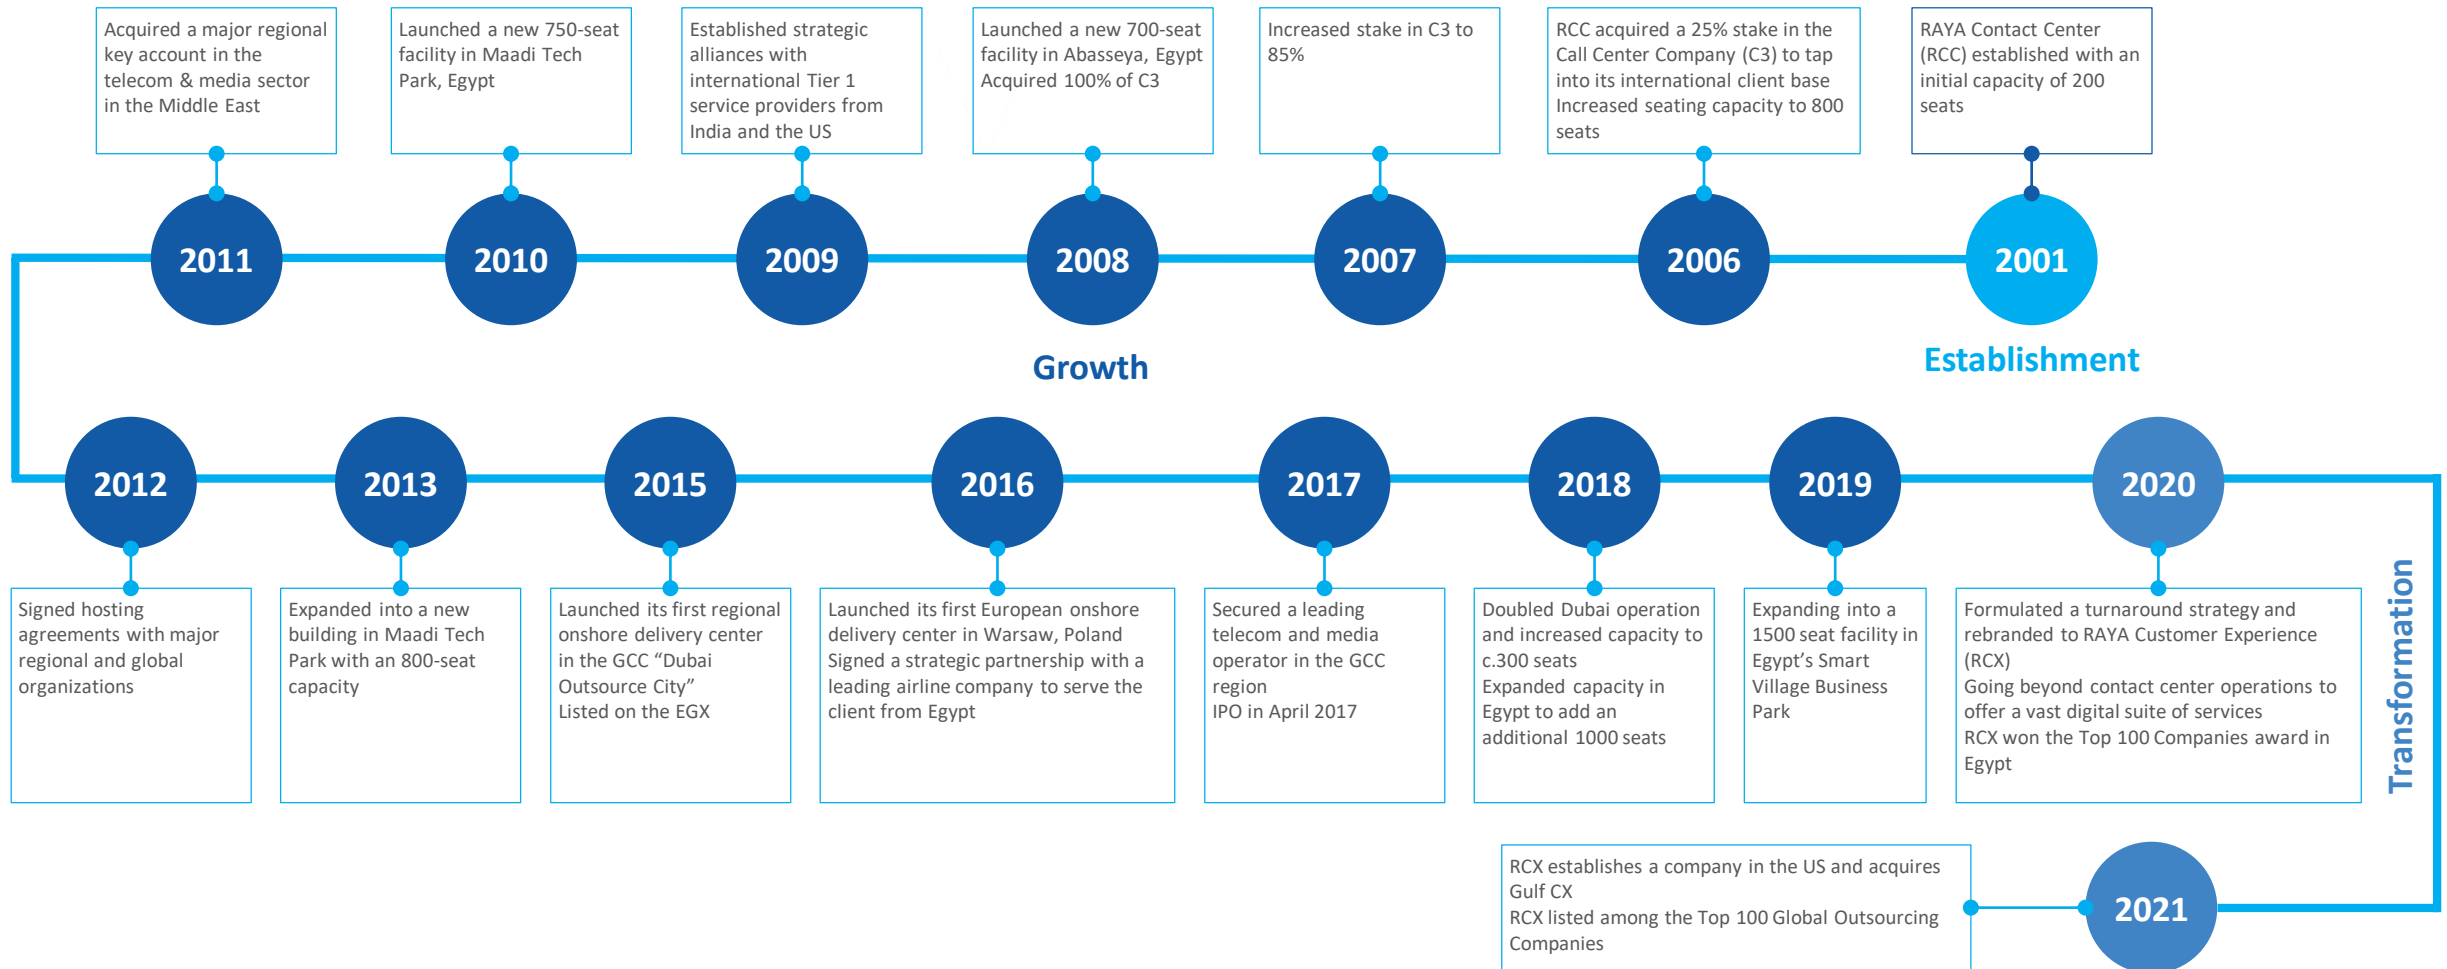 Acquired a major regional
key account in the
telecom & media sector
in the Middle East
Launched a new 750-seat
facility in Maadi Tech
Park, Egypt
Established strategic
alliances with
international Tier 1
service providers from
India and the US
Launched a new 700-seat
facility in Abasseya, Egypt
Acquired 100% of C3
Increased stake in C3 to
85%
RCC acquired a 25% stake in the
Call Center Company (C3) to tap
into its international client base
Increased seating capacity to 800
seats
RAYA Contact Center
(RCC) established with an
initial capacity of 200
seats
2011
2010
2009
2008
2007
2006
2001
Growth
Establishment
2012
2013
2015
2016
2017
2018
2019
2020
Signed hosting
agreements with major
regional and global
organizations
Expanded into a new
building in Maadi Tech
Park with an 800-seat
capacity
Launched its first regional
onshore delivery center
in the GCC “Dubai
Outsource City”
Listed on the EGX
Launched its first European onshore
delivery center in Warsaw, Poland
Signed a strategic partnership with a
leading airline company to serve the
client from Egypt
Secured a leading
telecom and media
operator in the GCC
region
IPO in April 2017
Doubled Dubai operation
and increased capacity to
c.300 seats
Expanded capacity in
Egypt to add an
additional 1000 seats
Expanding into a
1500 seat facility in
Egypt’s Smart
Village Business
Park
Formulated a turnaround strategy and
rebranded to RAYA Customer Experience
(RCX)
Going beyond contact center operations to
offer a vast digital suite of services
RCX won the Top 100 Companies award in
Egypt
Transformation
RCX establishes a company in the US and acquires
Gulf CX
RCX listed among the Top 100 Global Outsourcing
Companies
2021